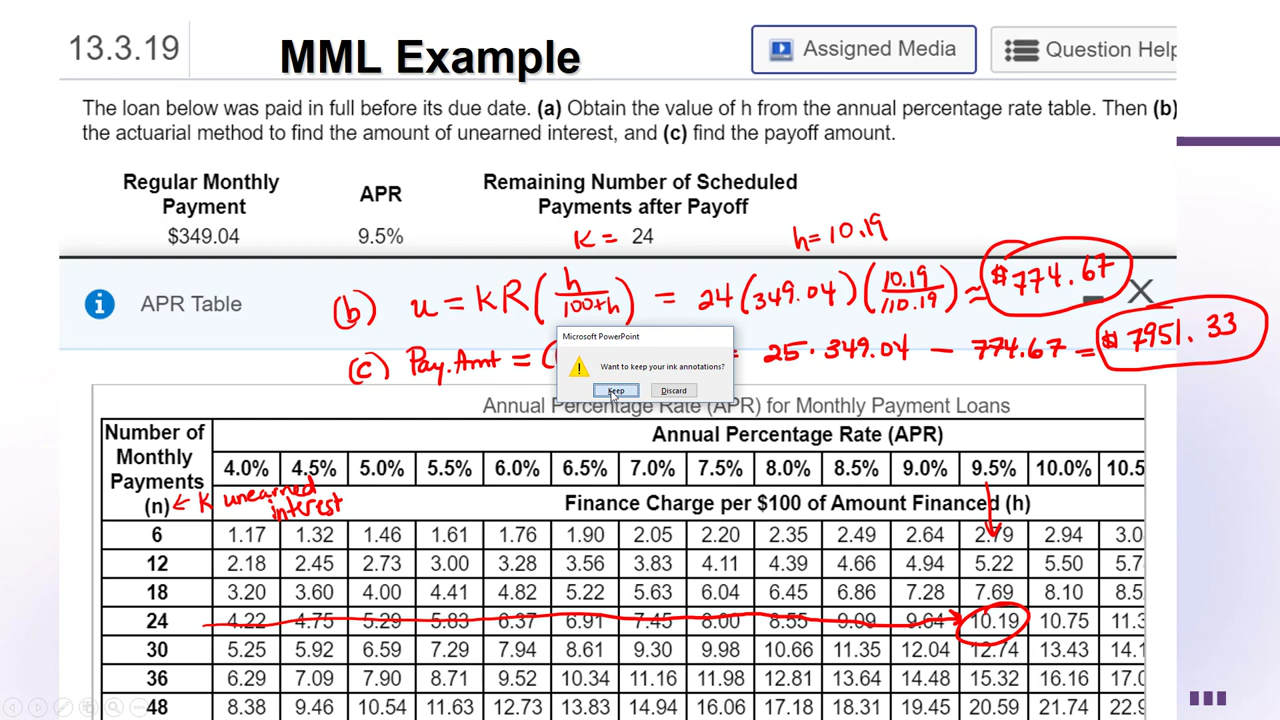 13.3.19
MML Example
Assigned Media
Question Help
The loan below was paid in full before its due date. (a) Obtain the value of h from the annual percentage rate table. Then (b)
the actuarial method to find the amount of unearned interest, and (c) find the payoff amount.
Regular Monthly Payment APR Remaining Number of Scheduled Payments after Payoff
$349.04 9.5% K = 24 h = 10.19
APR Table
(b) u = KR(h/100+h) = 24(349.04)(10.19/110.19) ≈ $774.67
(c) Pay.Amt = ( = 25·349.04 − 774.67 = $7951.33
Microsoft PowerPoint
Want to keep your ink annotations?
Keep Discard
Annual Percentage Rate (APR) for Monthly Payment Loans
Number of Monthly Payments (n) ← K
unearned interest
Annual Percentage Rate (APR)
4.0% 4.5% 5.0% 5.5% 6.0% 6.5% 7.0% 7.5% 8.0% 8.5% 9.0% 9.5% 10.0% 10.5
Finance Charge per $100 of Amount Financed (h)
6 1.17 1.32 1.46 1.61 1.76 1.90 2.05 2.20 2.35 2.49 2.64 2.79 2.94 3.0
12 2.18 2.45 2.73 3.00 3.28 3.56 3.83 4.11 4.39 4.66 4.94 5.22 5.50 5.7
18 3.20 3.60 4.00 4.41 4.82 5.22 5.63 6.04 6.45 6.86 7.28 7.69 8.10 8.5
24 4.22 4.75 5.29 5.83 6.37 6.91 7.45 8.00 8.55 9.09 9.64 10.19 10.75 11.3
30 5.25 5.92 6.59 7.29 7.94 8.61 9.30 9.98 10.66 11.35 12.04 12.74 13.43 14.1
36 6.29 7.09 7.90 8.71 9.52 10.34 11.16 11.98 12.81 13.64 14.48 15.32 16.16 17.0
48 8.38 9.46 10.54 11.63 12.73 13.83 14.94 16.06 17.18 18.31 19.45 20.59 21.74 22.9